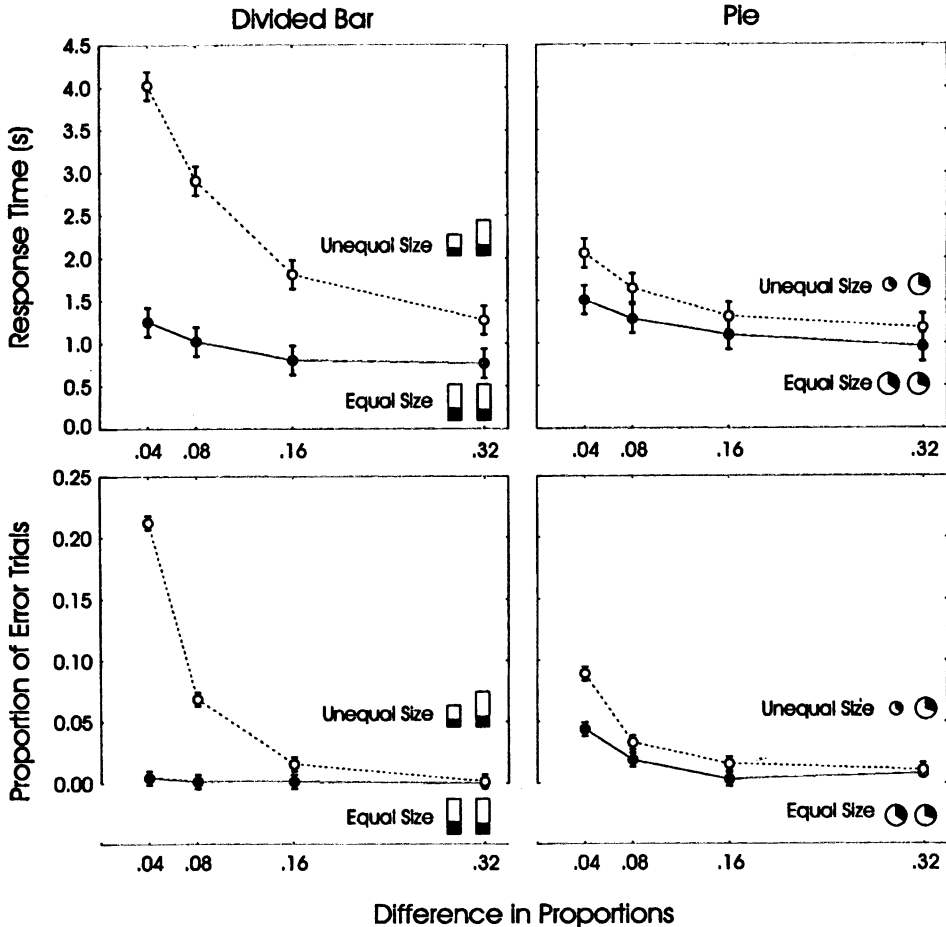 Divided Bar
Pie
Response Time (s)
4.5
4.0
3.5
3.0
2.5
2.0
1.5
1.0
0.5
0.0
Unequal Size
Equal Size
.04 .08 .16 .32
Unequal Size
Equal Size
.04 .08 .16 .32
Proportion of Error Trials
0.25
0.20
0.15
0.10
0.05
0.00
Unequal Size
Equal Size
.04 .08 .16 .32
Unequal Size
Equal Size
.04 .08 .16 .32
Difference in Proportions